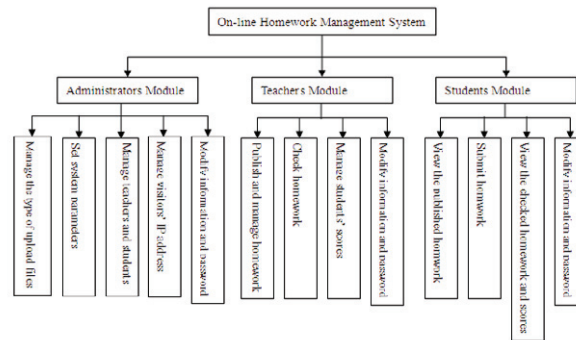 On-line Homework Management System
Administrators Module
Teachers Module
Students Module
Manage the type of upload
files
Set system parameters
Manage teachers and
students
Manage visitors' IP
address
Modify information and
password
Publish and manage
homework
Check homework
Manage students'
scores
Modify information and
password
View the published
homwork
Submit homwork
View the checked
homework and scores
Modify information and
password